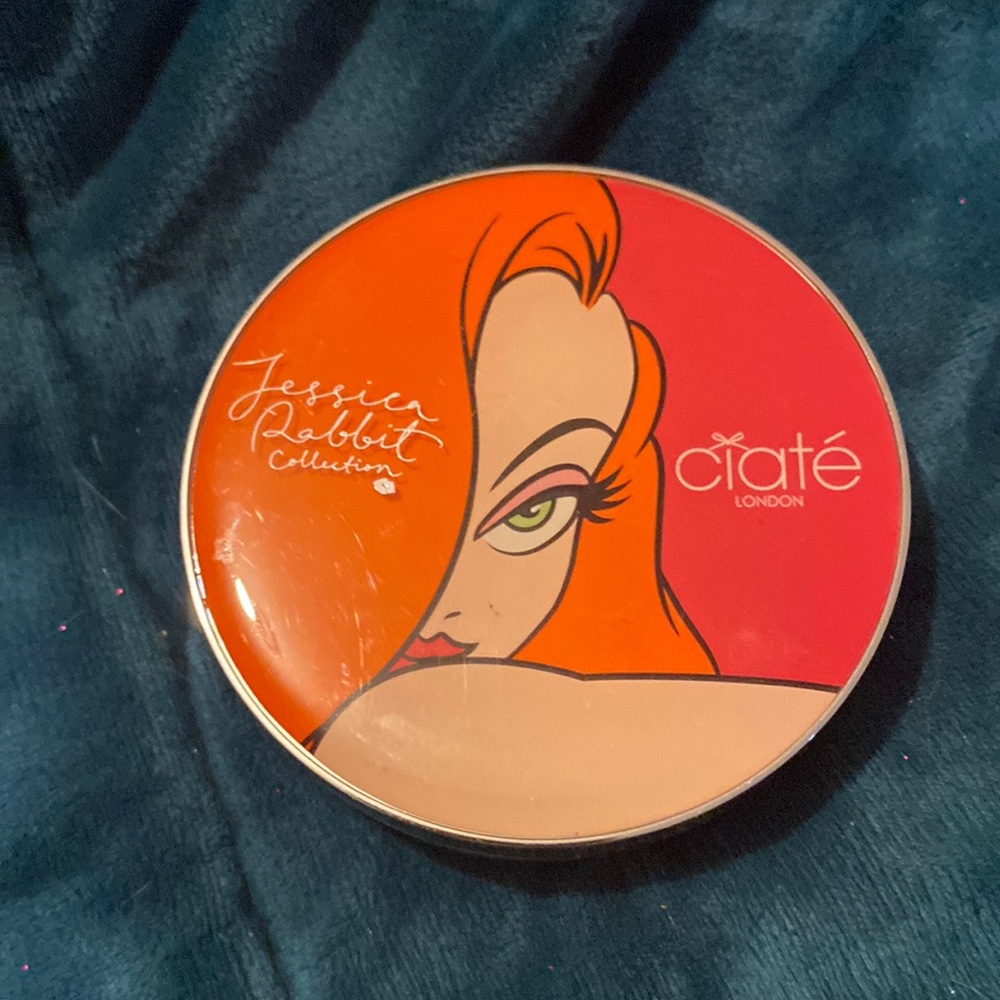 Jessica
Rabbit
Collection
ciaté
LONDON